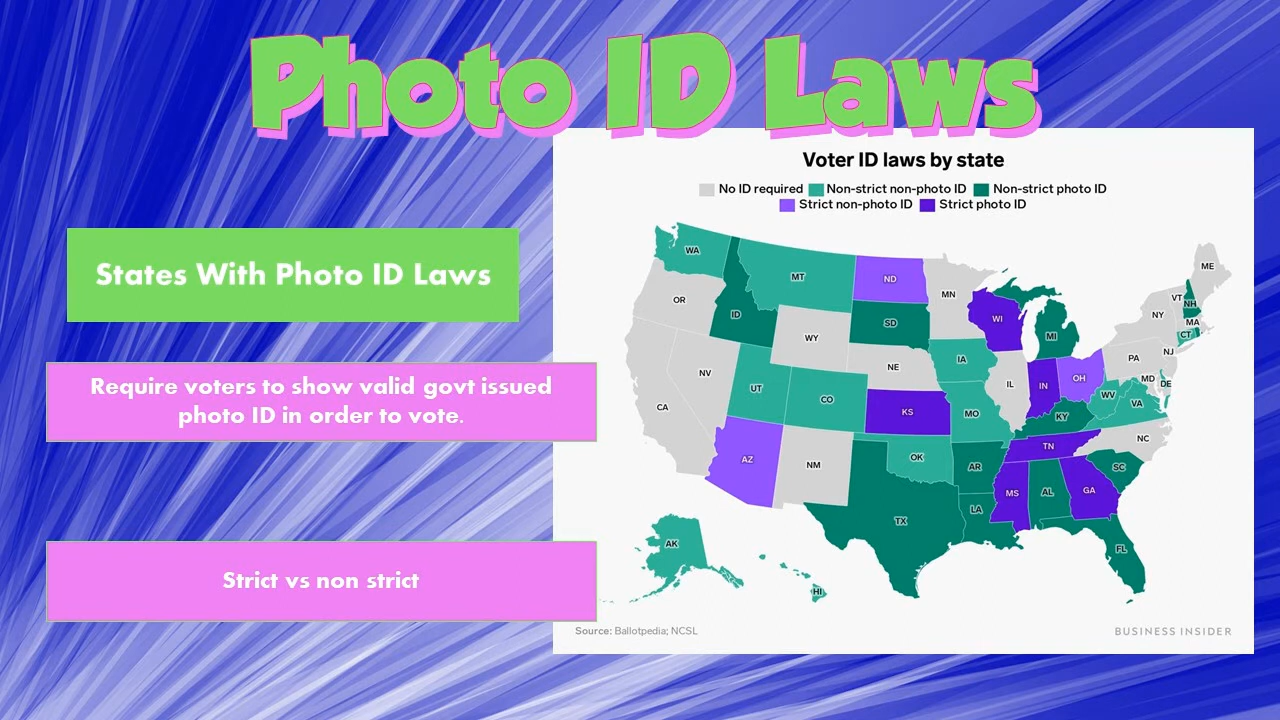 Photo ID Laws
Voter ID laws by state
No ID required Non-strict non-photo ID Non-strict photo ID
Strict non-photo ID Strict photo ID
States With Photo ID Laws
Require voters to show valid govt issued
photo ID in order to vote.
Strict vs non strict
WA
MT
ND
MN
ME
OR
ID
SD
WI
MI
VT
NH
NY
MA
CT
WY
IA
NE
PA
NJ
NV
UT
CO
IL
IN
OH
MD
DE
CA
KS
MO
WV
VA
KY
AZ
NM
OK
AR
TN
NC
SC
MS
AL
GA
TX
LA
FL
AK
HI
Source: Ballotpedia; NCSL
BUSINESS INSIDER